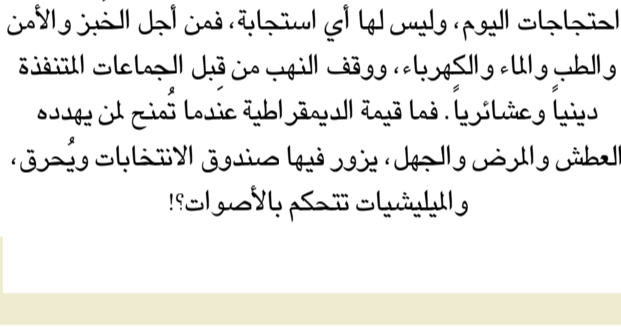 احتجاجات اليوم، وليس لها أي استجابة، فمن أجل الخبز والأمن
والطب والماء والكهرباء، ووقف النهب من قِبل الجماعات المتنفذة
دينياً وعشائرياً. فما قيمة الديمقراطية عندما تُمنح لمن يهدده
العطش والمرض والجهل، يزور فيها صندوق الانتخابات ويُحرق،
والميليشيات تتحكم بالأصوات؟!